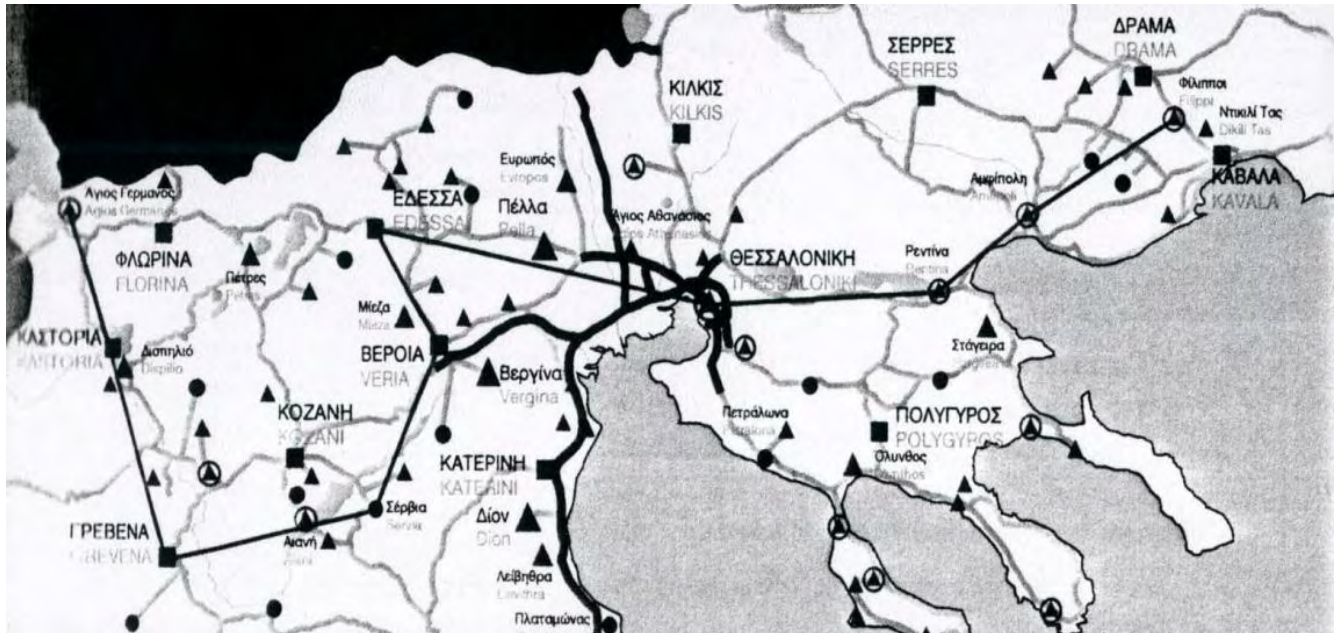 ΔΡΑΜΑ
DRAMA
ΣΕΡΡΕΣ
SERRES
Φίλιπποι
Filippi
Ντικιλί Τας
Dikili Tas
ΚΙΛΚΙΣ
KILKIS
ΚΑΒΑΛΑ
KAVALA
Ευρωπός
Evropos
Αμφίπολη
Άγιος Γερμανός
Agios Germanos
ΕΔΕΣΣΑ
EDESSA
Πέλλα
Pella
Άγιος Αθανάσιος
ΦΛΩΡΙΝΑ
FLORINA
Πέτρες
Petres
ΘΕΣΣΑΛΟΝΙΚΗ
THESSALONIKI
Ρεντίνα
Rentina
Μίεζα
Mieza
ΚΑΣΤΟΡΙΑ
KASTORIA
Δισπηλιό
Dispilio
ΒΕΡΟΙΑ
VERIA
Στάγειρα
Βεργίνα
Vergina
ΚΟΖΑΝΗ
KOZANI
Πετράλωνα
Petralona
ΠΟΛΥΓΥΡΟΣ
POLYGYROS
Όλυνθος
ΚΑΤΕΡΙΝΗ
KATERINI
Σέρβια
Servia
ΓΡΕΒΕΝΑ
GREVENA
Αιανή
Aiani
Δίον
Dion
Λείβηθρα
Πλαταμώνας